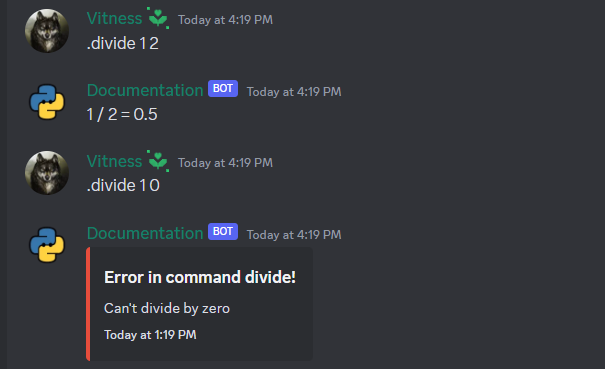 Vitness Today at 4:19 PM
.divide 1 2
Documentation BOT Today at 4:19 PM
1 / 2 = 0.5
Vitness Today at 4:19 PM
.divide 1 0
Documentation BOT Today at 4:19 PM
Error in command divide!
Can't divide by zero
Today at 1:19 PM